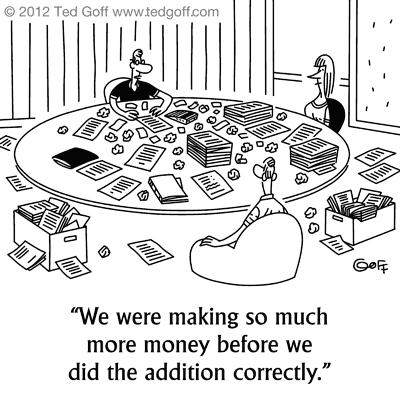 © 2012 Ted Goff www.tedgoff.com
GOFF
“We were making so much
more money before we
did the addition correctly.”